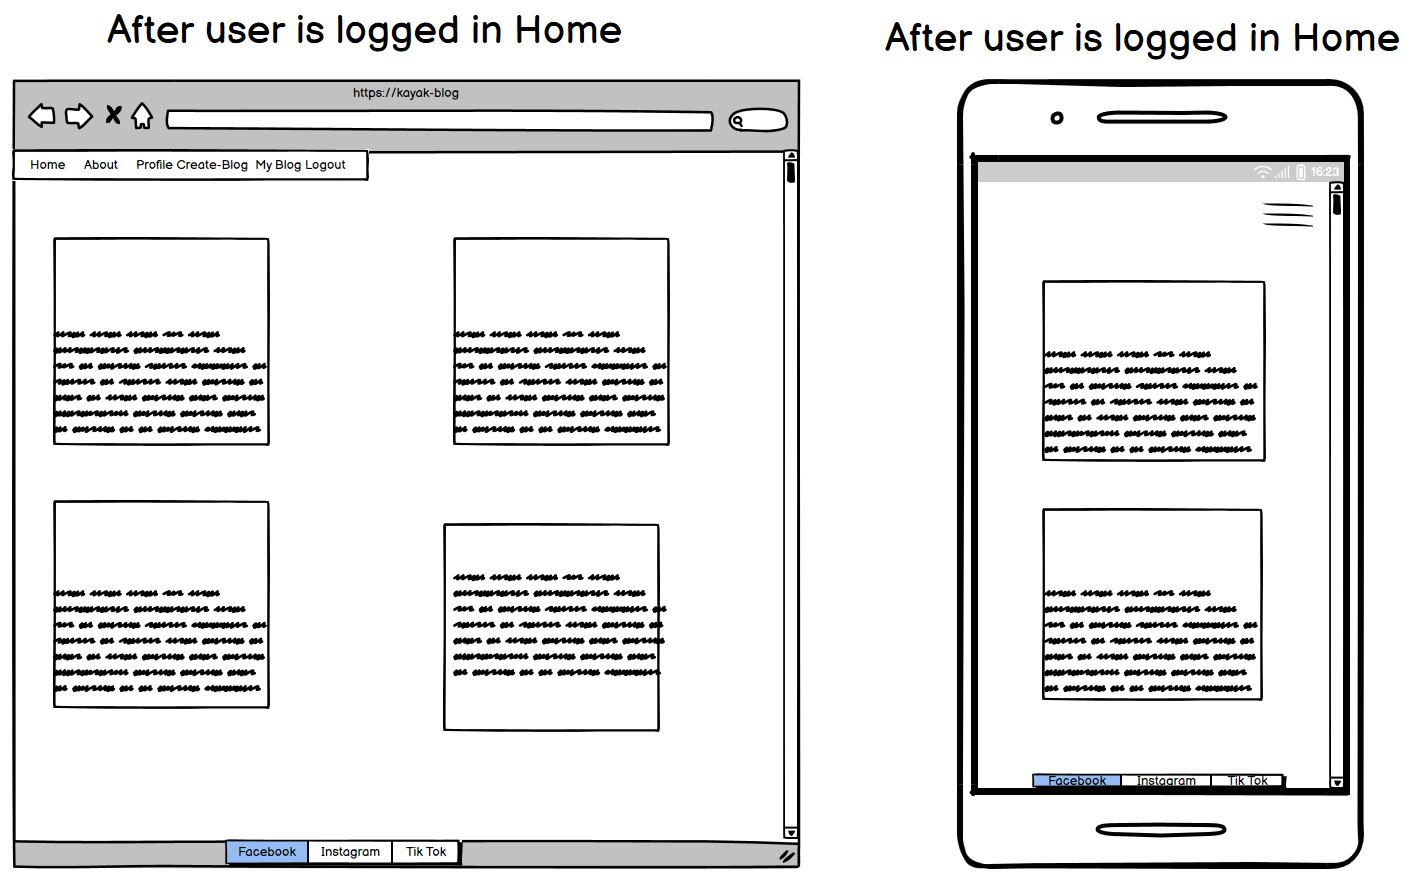 After user is logged in Home
After user is logged in Home
https://kayak-blog
Home About Profile Create-Blog My Blog Logout
16:23
Facebook Instagram Tik Tok
Facebook Instagram Tik Tok